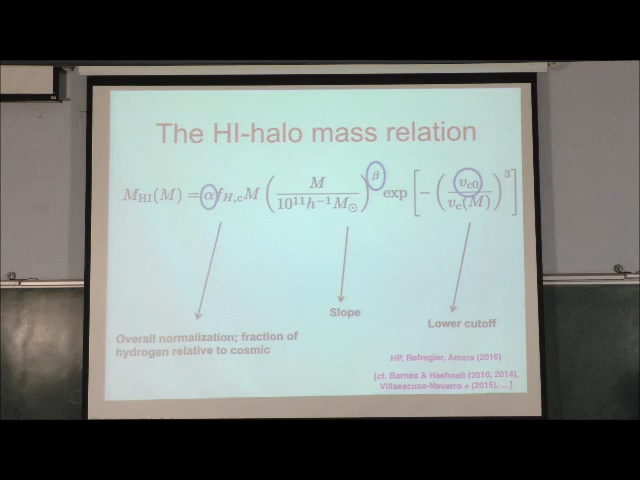 The HI-halo mass relation
M_HI(M) = α f_H,c M (M / 10^11 h^-1 M_⊙)^β exp[-(v_c0 / v_c(M))^3]
Slope
Lower cutoff
Overall normalization; fraction of
hydrogen relative to cosmic
HP, Refregier, Amara (2016)
[cf. Barnes & Haehnelt (2010, 2014),
Villaescusa-Navarro + (2015), ...]